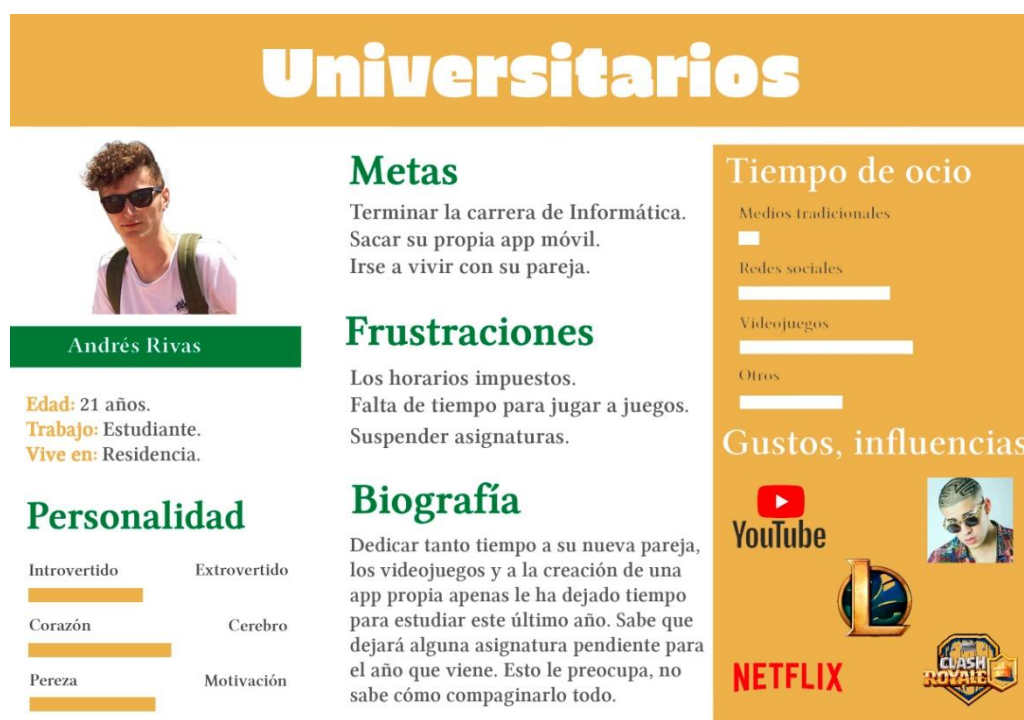 Universitarios
Andrés Rivas
Edad: 21 años.
Trabajo: Estudiante.
Vive en: Residencia.
Personalidad
Introvertido Extrovertido
Corazón Cerebro
Pereza Motivación
Metas
Terminar la carrera de Informática.
Sacar su propia app móvil.
Irse a vivir con su pareja.
Frustraciones
Los horarios impuestos.
Falta de tiempo para jugar a juegos.
Suspender asignaturas.
Biografía
Dedicar tanto tiempo a su nueva pareja,
los videojuegos y a la creación de una
app propia apenas le ha dejado tiempo
para estudiar este último año. Sabe que
dejará alguna asignatura pendiente para
el año que viene. Esto le preocupa, no
sabe cómo compaginarlo todo.
Tiempo de ocio
Medios tradicionales
Redes sociales
Videojuegos
Otros
Gustos, influencias
YouTube
NETFLIX
CLASH
ROYALE